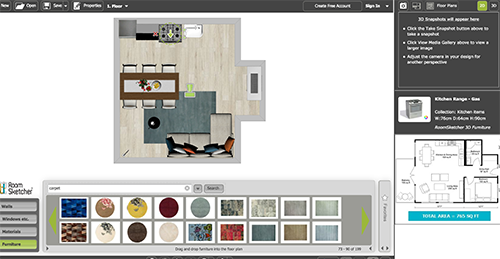 New
Open
Save
Properties
1. Floor
Create Free Account
Sign In
Floor Plans
2D
3D
3D Snapshots will appear here
Click the Take Snapshot button above to
take a snapshot
Click View Media Gallery above to view a
larger image
Adjust the camera in your design for
another perspective
Kitchen Range - Gas
Collection: Kitchen Items
W:76cm D:64cm H:90cm
RoomSketcher 3D Furniture
TOTAL AREA = 765 SQ FT
Room
Sketcher
Walls
Windows etc.
Materials
Furniture
carpet
Search
Favorites
Drag and drop furniture into the floor plan